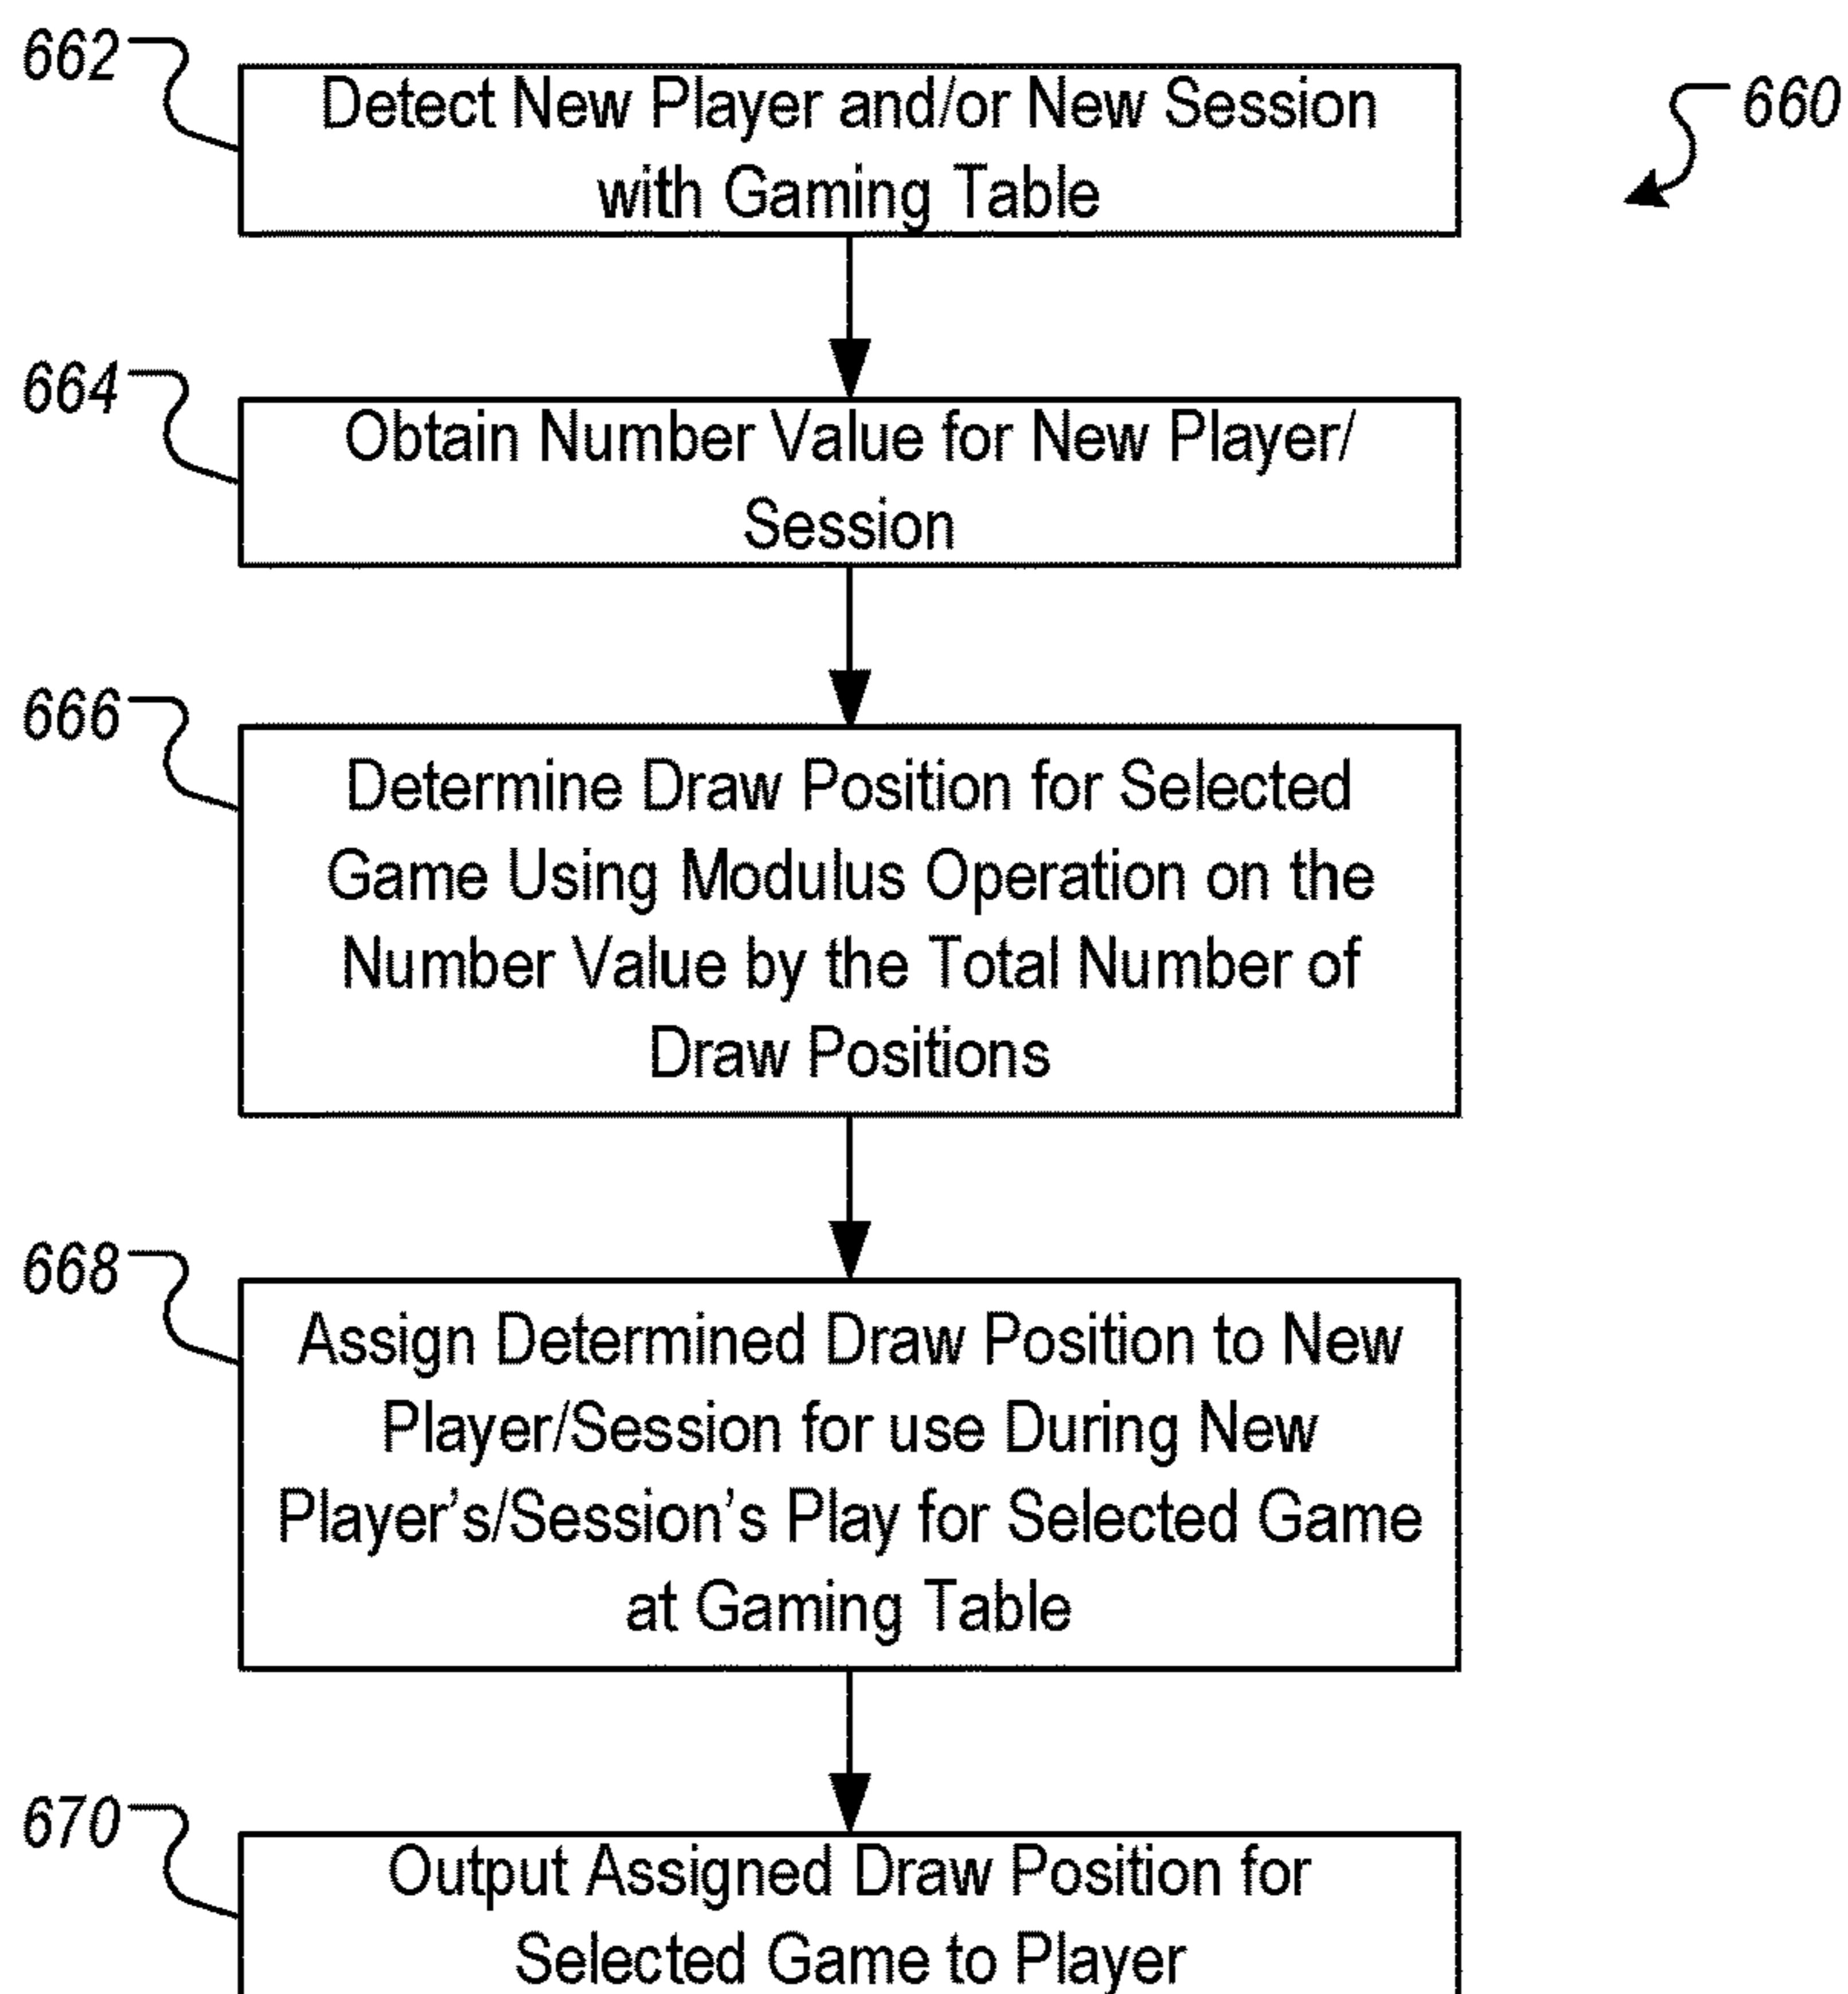 662
Detect New Player and/or New Session
with Gaming Table
660
664
Obtain Number Value for New Player/
Session
666
Determine Draw Position for Selected
Game Using Modulus Operation on the
Number Value by the Total Number of
Draw Positions
668
Assign Determined Draw Position to New
Player/Session for use During New
Player's/Session's Play for Selected Game
at Gaming Table
670
Output Assigned Draw Position for
Selected Game to Player